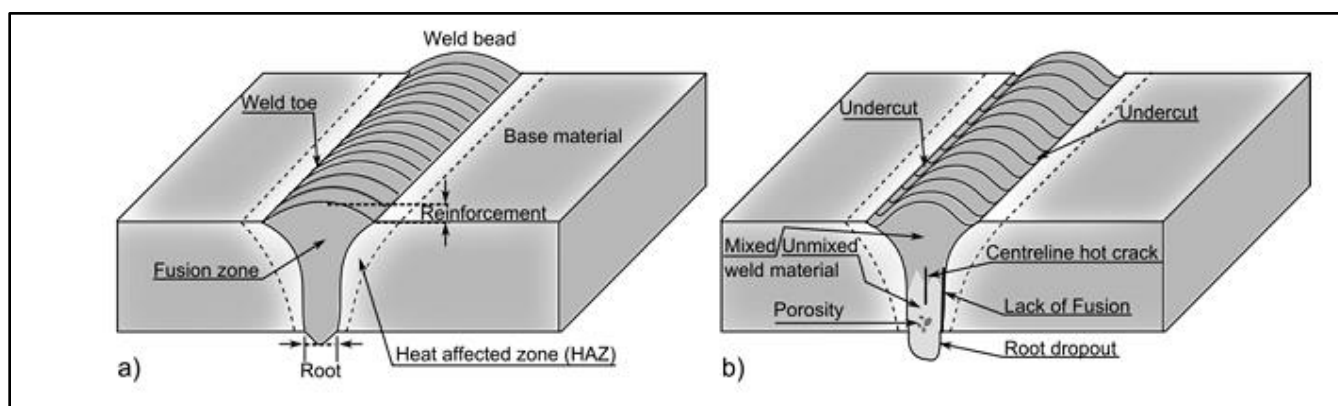 Weld bead
Weld toe
Base material
Reinforcement
Fusion zone
Heat affected zone (HAZ)
Root
a)
Undercut
Undercut
Mixed/Unmixed
weld material
Centreline hot crack
Porosity
Lack of Fusion
Root dropout
b)